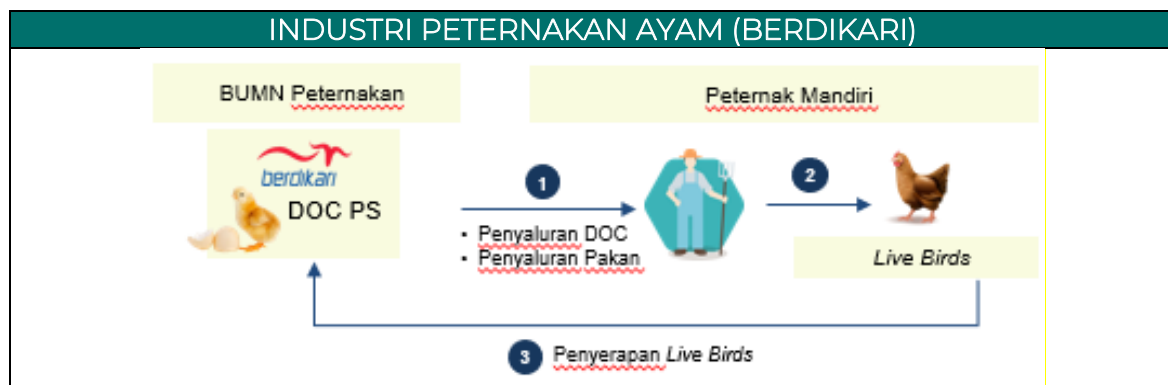 INDUSTRI PETERNAKAN AYAM (BERDIKARI)
BUMN Peternakan
Peternak Mandiri
berdikari
DOC PS
1
• Penyaluran DOC
• Penyaluran Pakan
2
Live Birds
3 Penyerapan Live Birds